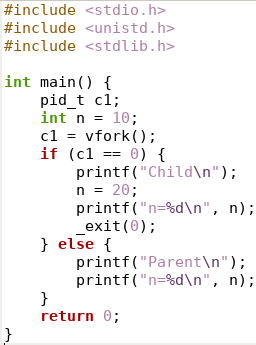 #include <stdio.h>
#include <unistd.h>
#include <stdlib.h>

int main() {
    pid_t c1;
    int n = 10;
    c1 = vfork();
    if (c1 == 0) {
        printf("Child\n");
        n = 20;
        printf("n=%d\n", n);
        _exit(0);
    } else {
        printf("Parent\n");
        printf("n=%d\n", n);
    }
    return 0;
}